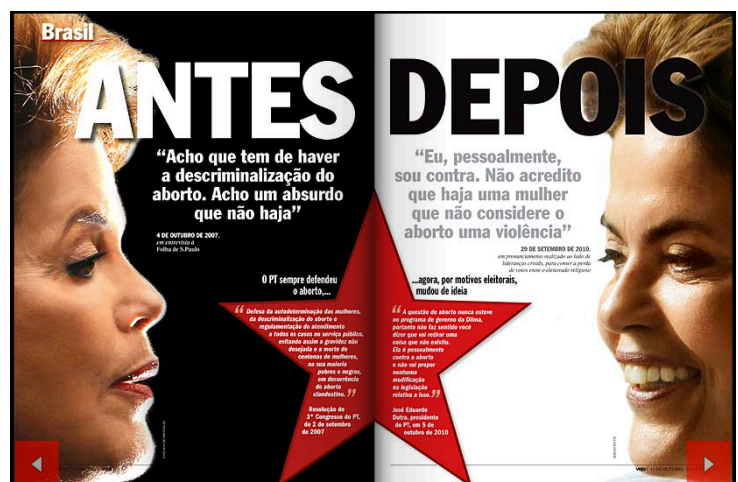 Brasil
ANTES
“Acho que tem de haver
a descriminalização do
aborto. Acho um absurdo
que não haja”
4 DE OUTUBRO DE 2007,
em entrevista à
Folha de S.Paulo
O PT sempre defendeu
o aborto,...
“ Defesa da autodeterminação das mulheres,
da descriminalização do aborto e
regulamentação do atendimento
a todos os casos no serviço público,
evitando assim a gravidez não
desejada e a morte de
centenas de mulheres,
na sua maioria
pobres e negras,
em decorrência
do aborto
clandestino. ”
Resolução do
3º Congresso do PT,
de 2 de setembro
de 2007
DEPOIS
“Eu, pessoalmente,
sou contra. Não acredito
que haja uma mulher
que não considere o
aborto uma violência”
29 DE SETEMBRO DE 2010,
em pronunciamento realizado ao lado de
lideranças cristãs, para conter a perda
de votos entre o eleitorado religioso
...agora, por motivos eleitorais,
mudou de ideia
“ A questão do aborto nunca esteve
no programa de governo da Dilma,
portanto não faz sentido você
dizer que vai retirar uma
coisa que não existiu.
Ela é pessoalmente
contra o aborto
e não vai propor
nenhuma
modificação
na legislação
relativa a isso. ”
José Eduardo
Dutra, presidente
do PT, em 5 de
outubro de 2010
veja